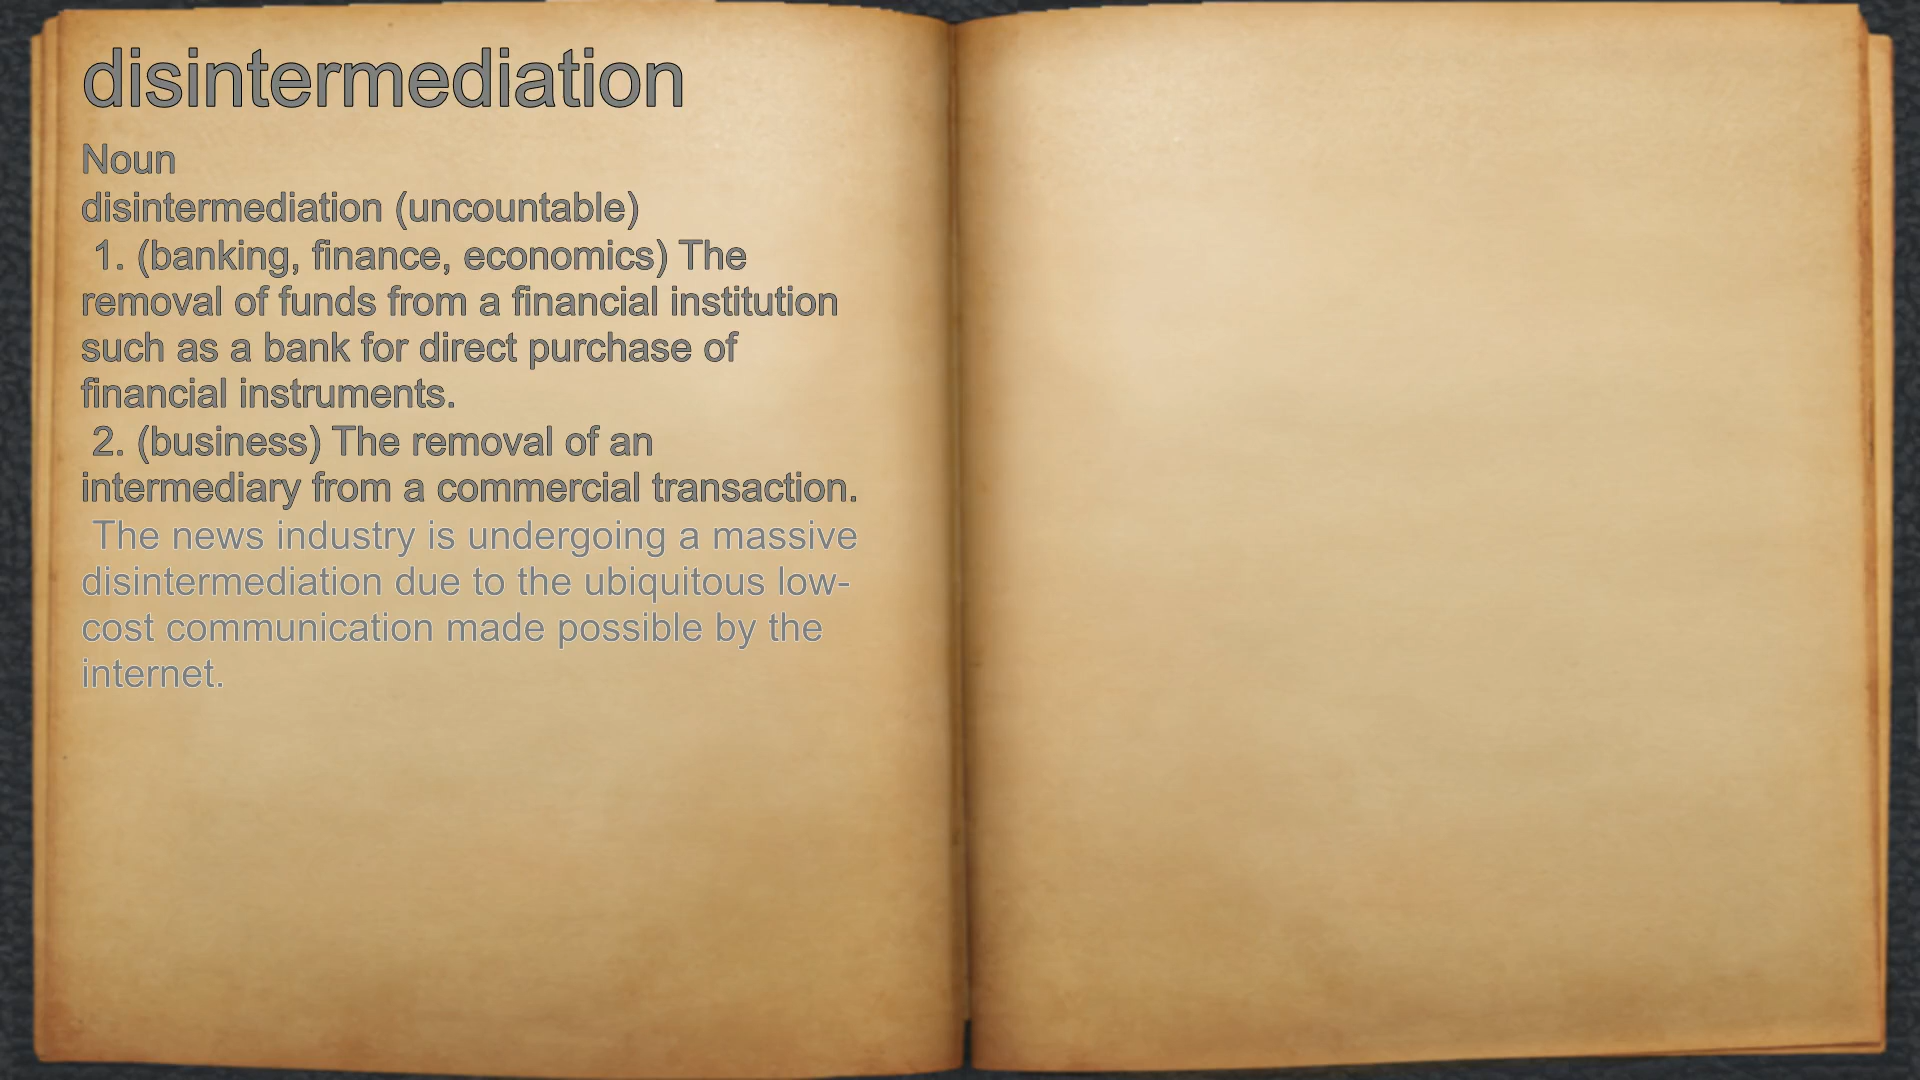 disintermediation
Noun
disintermediation (uncountable)
1. (banking, finance, economics) The
removal of funds from a financial institution
such as a bank for direct purchase of
financial instruments.
2. (business) The removal of an
intermediary from a commercial transaction.
The news industry is undergoing a massive
disintermediation due to the ubiquitous low-
cost communication made possible by the
internet.